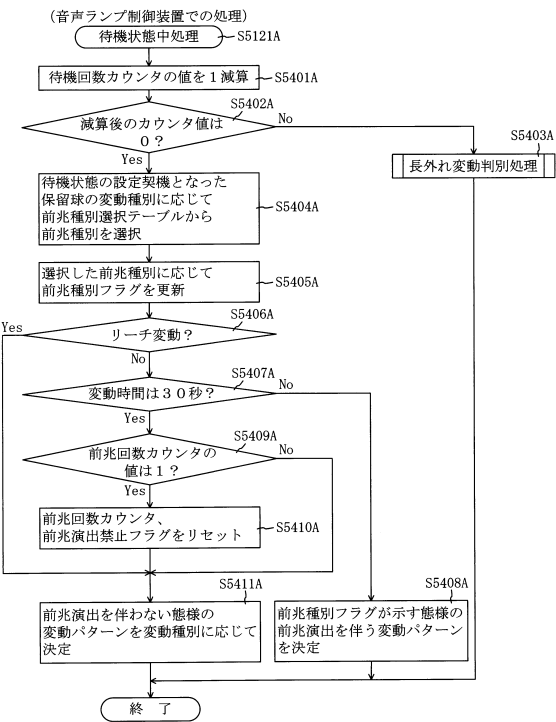 （音声ランプ制御装置での処理）
待機状態中処理
S5121A
待機回数カウンタの値を１減算
S5401A
減算後のカウンタ値は
０？
S5402A
No
Yes
長外れ変動判別処理
S5403A
待機状態の設定契機となった
保留球の変動種別に応じて
前兆種別選択テーブルから
前兆種別を選択
S5404A
選択した前兆種別に応じて
前兆種別フラグを更新
S5405A
リーチ変動？
S5406A
Yes
No
変動時間は３０秒？
S5407A
No
Yes
前兆回数カウンタの
値は１？
S5409A
No
Yes
前兆回数カウンタ、
前兆演出禁止フラグをリセット
S5410A
前兆演出を伴わない態様の
変動パターンを変動種別に応じて
決定
S5411A
前兆種別フラグが示す態様の
前兆演出を伴う変動パターン
を決定
S5408A
終 了